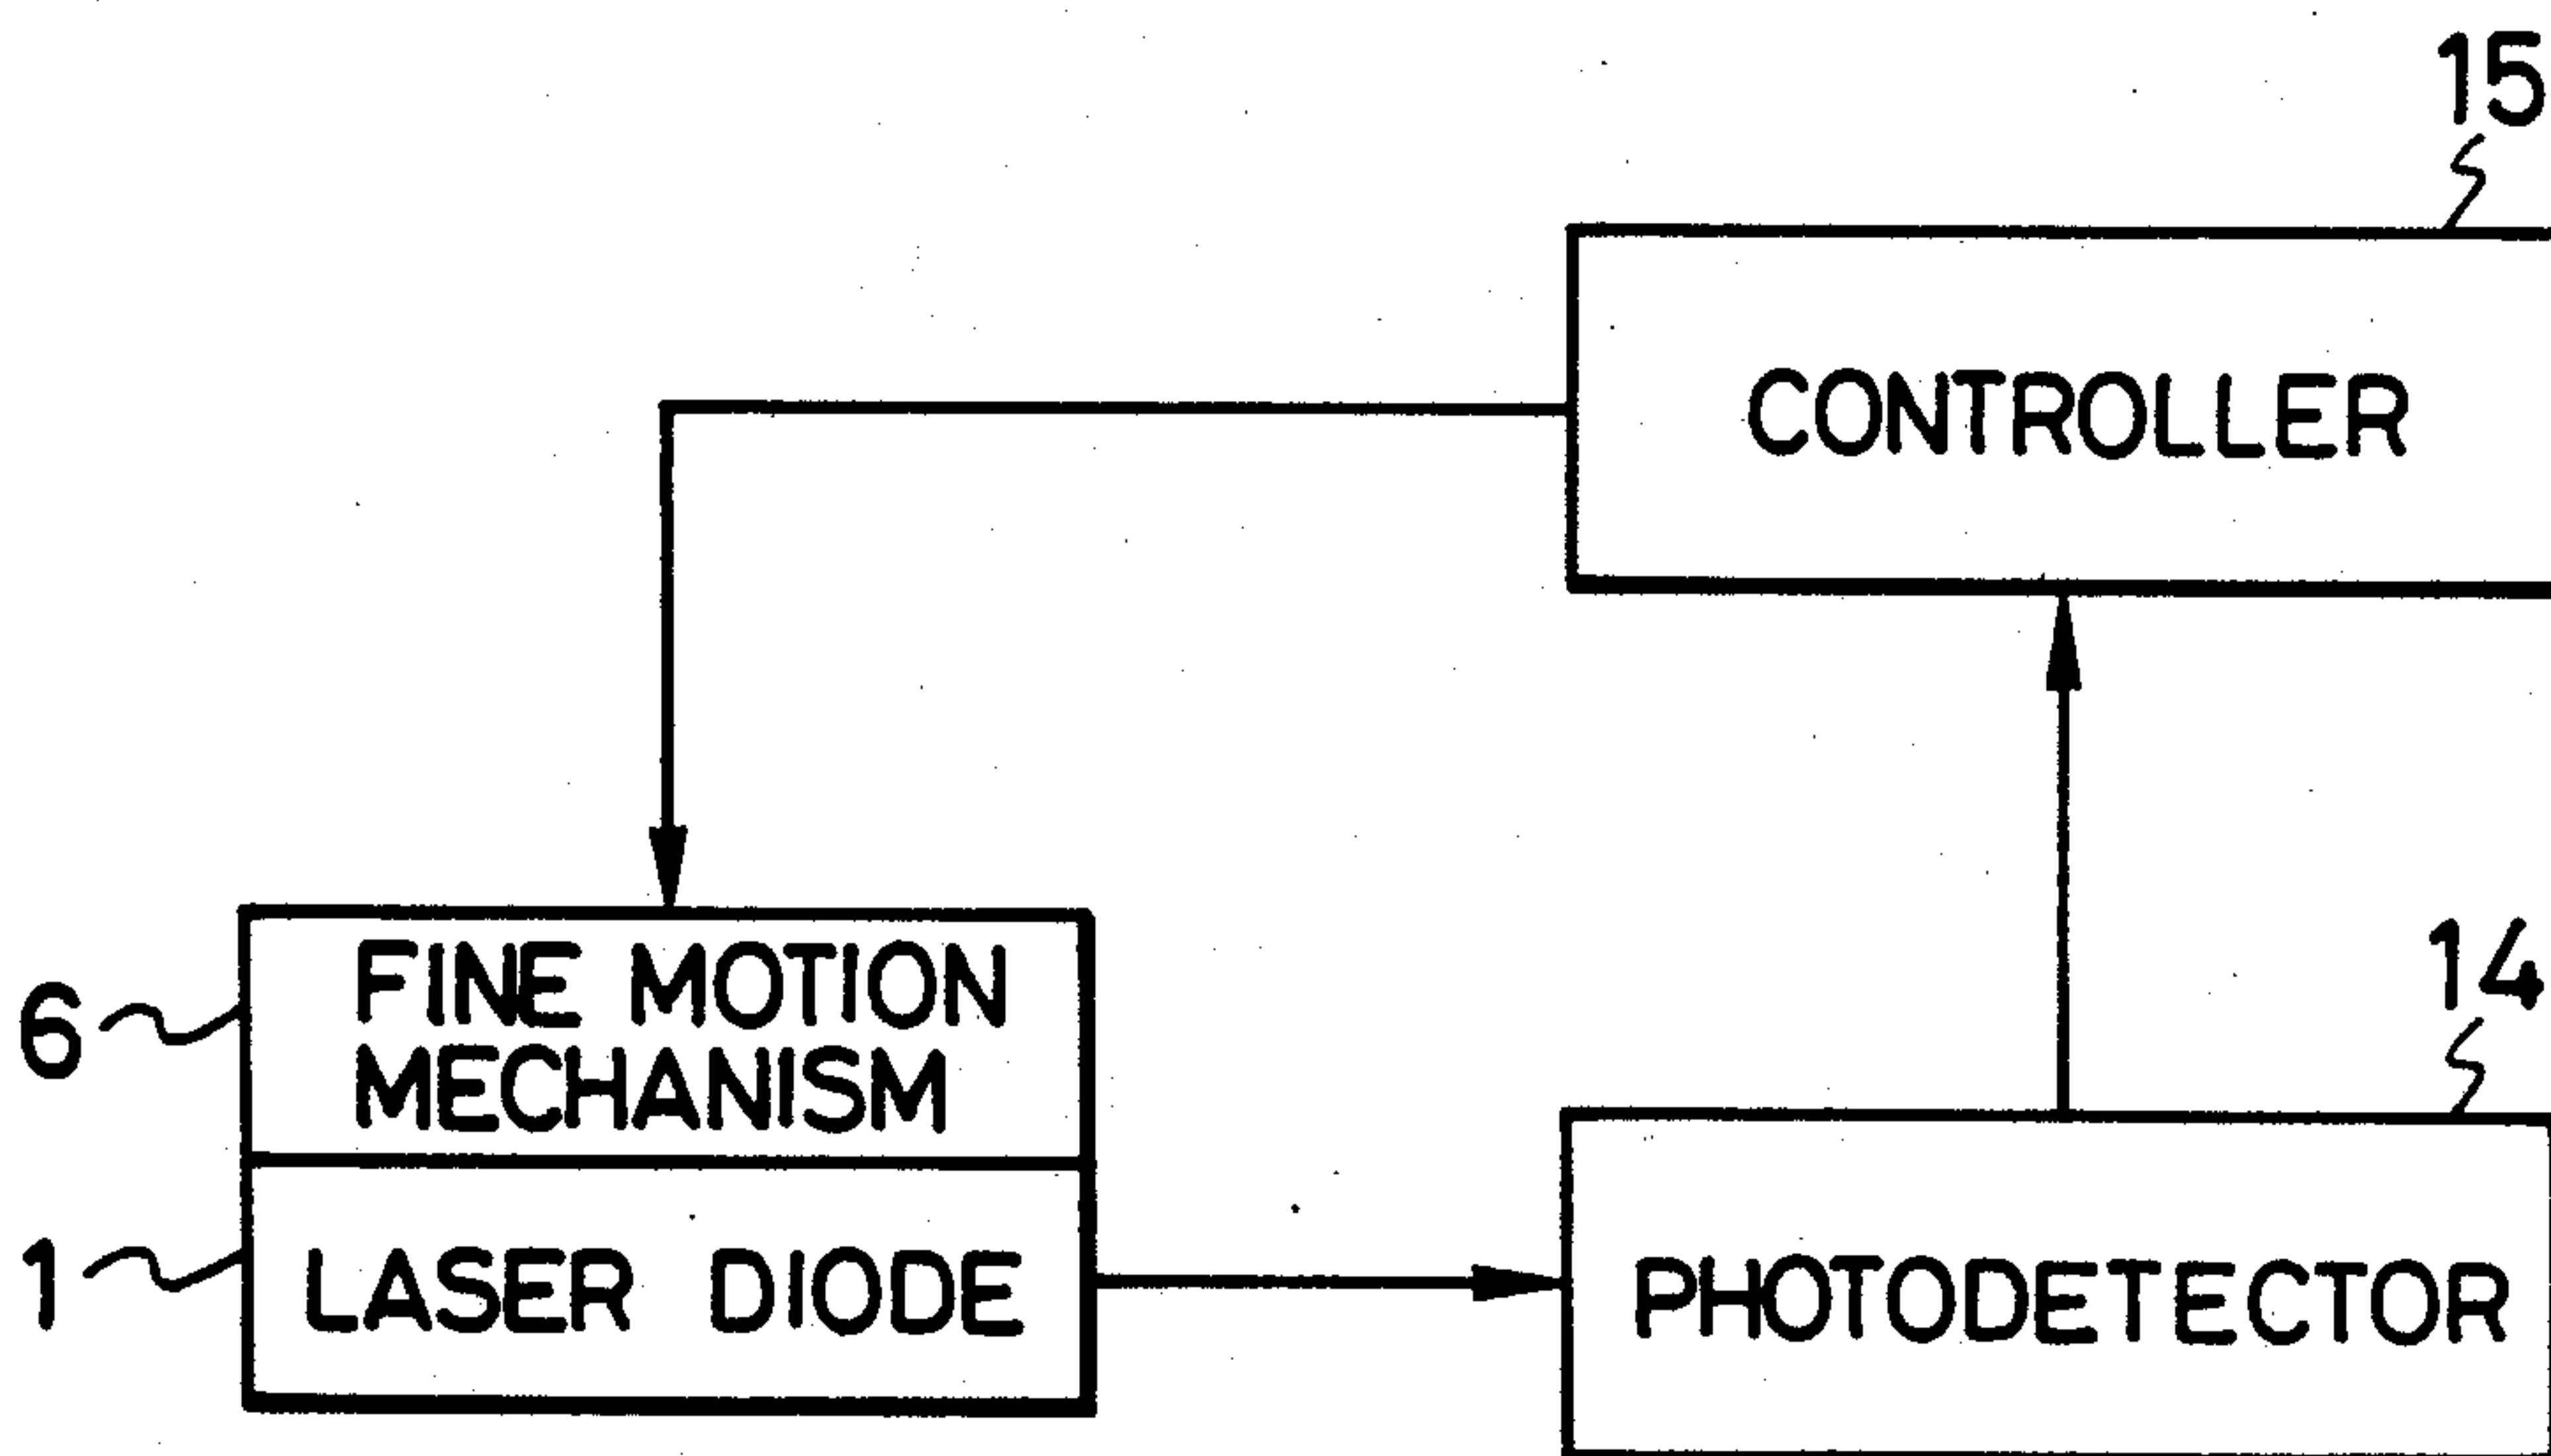 15
CONTROLLER
6
FINE MOTION
MECHANISM
14
1
LASER DIODE
PHOTODETECTOR